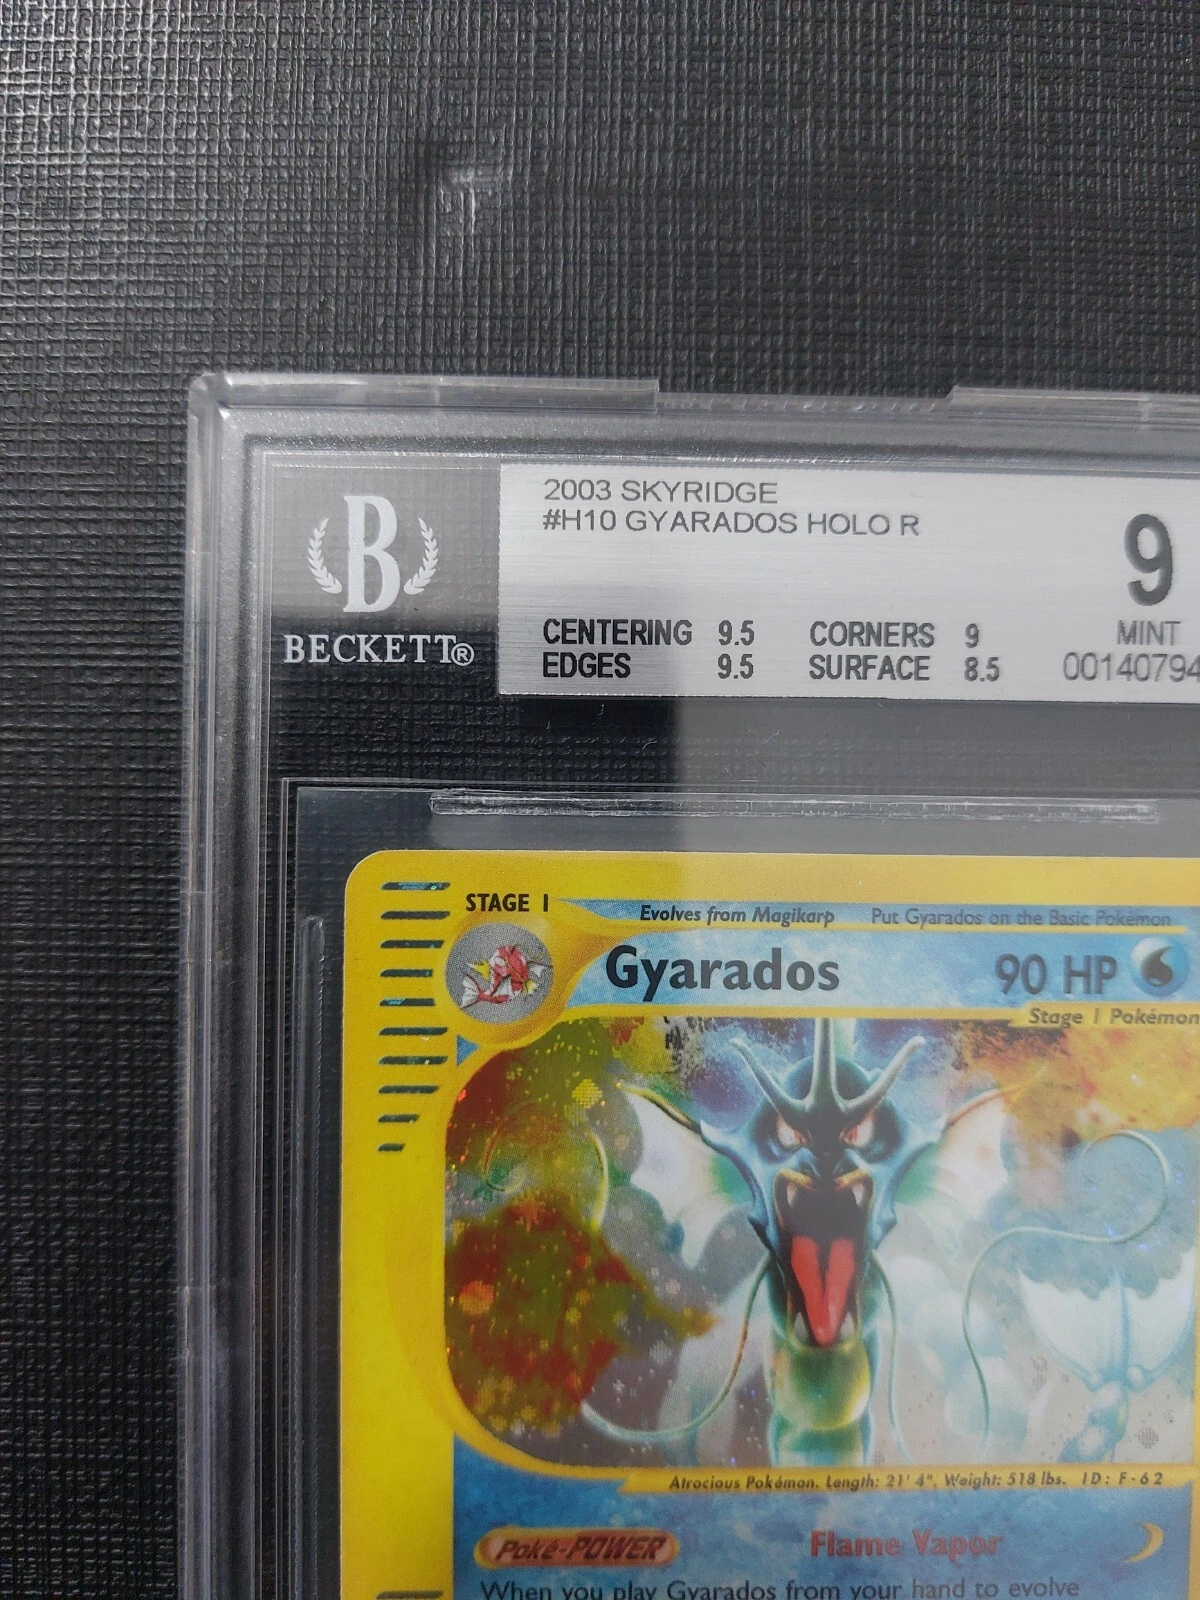 2003 SKYRIDGE
#H10 GYARADOS HOLO R
9
B
BECKETT®
CENTERING 9.5 CORNERS 9 MINT
EDGES 9.5 SURFACE 8.5 00140794
STAGE 1 Evolves from Magikarp Put Gyarados on the Basic Pokémon
Gyarados 90 HP
Stage 1 Pokémon
Atrocious Pokémon. Length: 21' 4", Weight: 518 lbs. ID: F-62
Poké-POWER Flame Vapor
When you play Gyarados from your hand to evolve